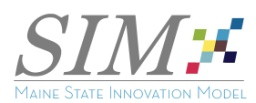 SIM
MAINE STATE INNOVATION MODEL